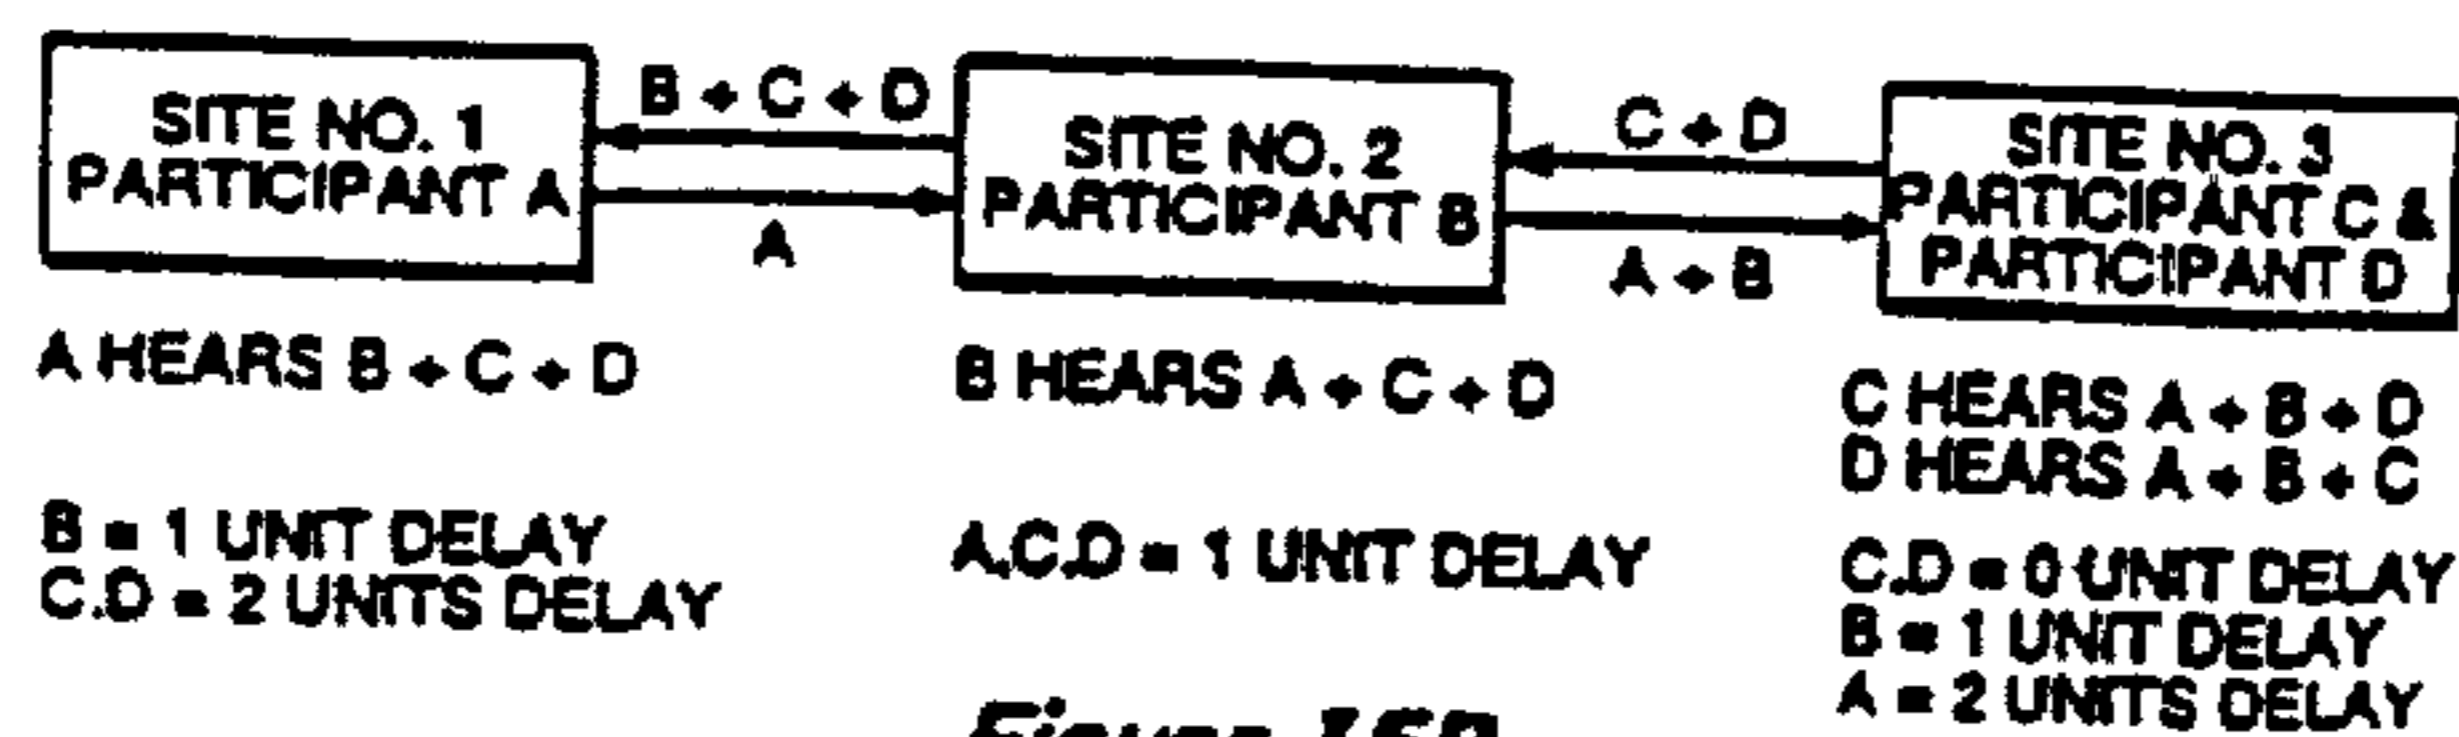 SITE NO. 1
PARTICIPANT A
B + C + D
A
SITE NO. 2
PARTICIPANT B
C + D
A + B
SITE NO. 3
PARTICIPANT C &
PARTICIPANT D
A HEARS B + C + D
B = 1 UNIT DELAY
C.D = 2 UNITS DELAY
B HEARS A + C + D
A.C.D = 1 UNIT DELAY
C HEARS A + B + D
D HEARS A + B + C
C.D = 0 UNIT DELAY
B = 1 UNIT DELAY
A = 2 UNITS DELAY
Figure